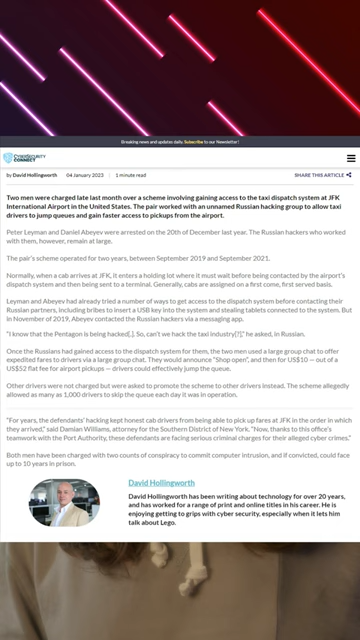 Breaking news and updates daily. Subscribe to our Newsletter!
CYBERSECURITY
CONNECT
by David Hollingworth | 04 January 2023 | 1 minute read
SHARE THIS ARTICLE
Two men were charged late last month over a scheme involving gaining access to the taxi dispatch system at JFK
International Airport in the United States. The pair worked with an unnamed Russian hacking group to allow taxi
drivers to jump queues and gain faster access to pickups from the airport.
Peter Leyman and Daniel Abeyev were arrested on the 20th of December last year. The Russian hackers who worked
with them, however, remain at large.
The pair's scheme operated for two years, between September 2019 and September 2021.
Normally, when a cab arrives at JFK, it enters a holding lot where it must wait before being contacted by the airport's
dispatch system and then being sent to a terminal. Generally, cabs are assigned on a first come, first served basis.
Leyman and Abeyev had already tried a number of ways to get access to the dispatch system before contacting their
Russian partners, including bribes to insert a USB key into the system and stealing tablets connected to the system. But
in November of 2019, Abeyev contacted the Russian hackers via a message app.
"I know that the Pentagon is being hacked[.]. So, can't we hack the taxi industry[?]," he asked, in Russian.
Once the Russians had gained access to the dispatch system for them, the two men used a large group chat to offer
expedited fares to drivers via a large group chat. They would announce "Shop open", and then for US$10 — out of a
US$52 flat fee for airport pickups — drivers could effectively jump the queue.
Other drivers were not charged but were asked to promote the scheme to other drivers instead. The scheme allegedly
allowed as many as 1,000 drivers to skip the queue each day it was in operation.
"For years, the defendants' hacking kept honest cab drivers from being able to pick up fares at JFK in the order in which
they arrived," said Damian Williams, attorney for the Southern District of New York. "Now, thanks to this office's
teamwork with the Port Authority, these defendants are facing serious criminal charges for their alleged cyber crimes."
Both men have been charged with two counts of conspiracy to commit computer intrusion, and if convicted, could face
up to 10 years in prison.
David Hollingworth
David Hollingworth has been writing about technology for over 20 years,
and has worked for a range of print and online titles in his career. He is
enjoying getting to grips with cyber security, especially when it lets him
talk about Lego.